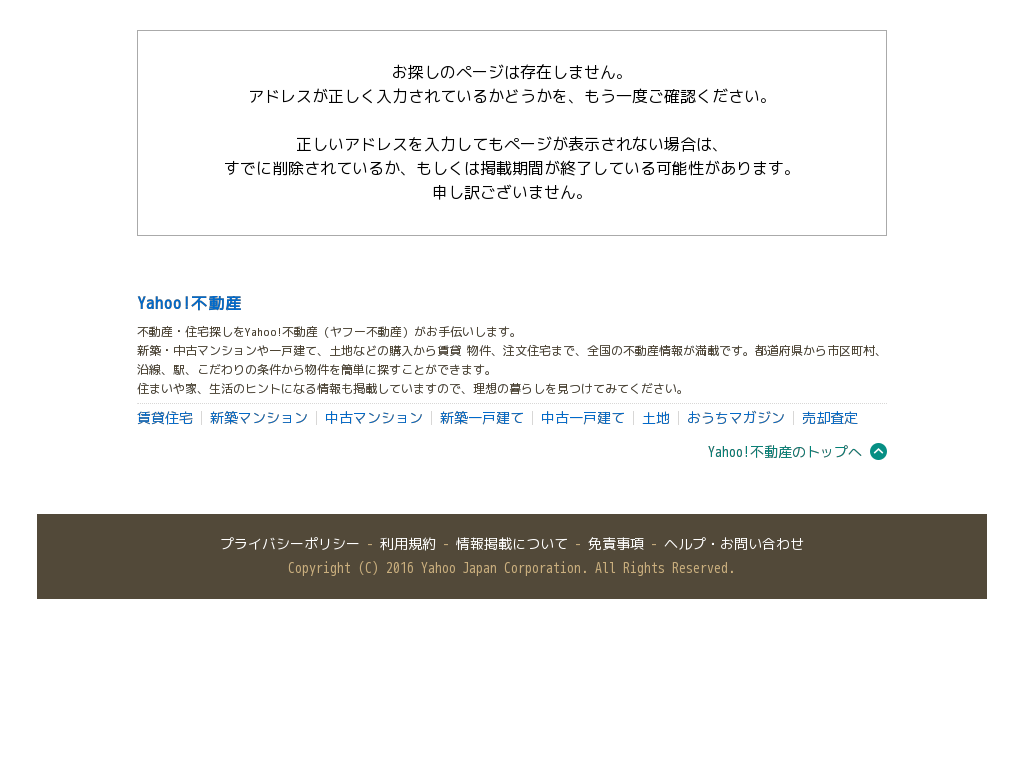 お探しのページは存在しません。
アドレスが正しく入力されているかどうかを、もう一度ご確認ください。
正しいアドレスを入力してもページが表示されない場合は、
すでに削除されているか、もしくは掲載期間が終了している可能性があります。
申し訳ございません。
Yahoo!不動産
不動産・住宅探しをYahoo!不動産（ヤフー不動産）がお手伝いします。
新築・中古マンションや一戸建て、土地などの購入から賃貸 物件、注文住宅まで、全国の不動産情報が満載です。都道府県から市区町村、
沿線、駅、こだわりの条件から物件を簡単に探すことができます。
住まいや家、生活のヒントになる情報も掲載していますので、理想の暮らしを見つけてみてください。
賃貸住宅 新築マンション 中古マンション 新築一戸建て 中古一戸建て 土地 おうちマガジン 売却査定
Yahoo!不動産のトップへ
プライバシーポリシー - 利用規約 - 情報掲載について - 免責事項 - ヘルプ・お問い合わせ
Copyright (C) 2016 Yahoo Japan Corporation. All Rights Reserved.